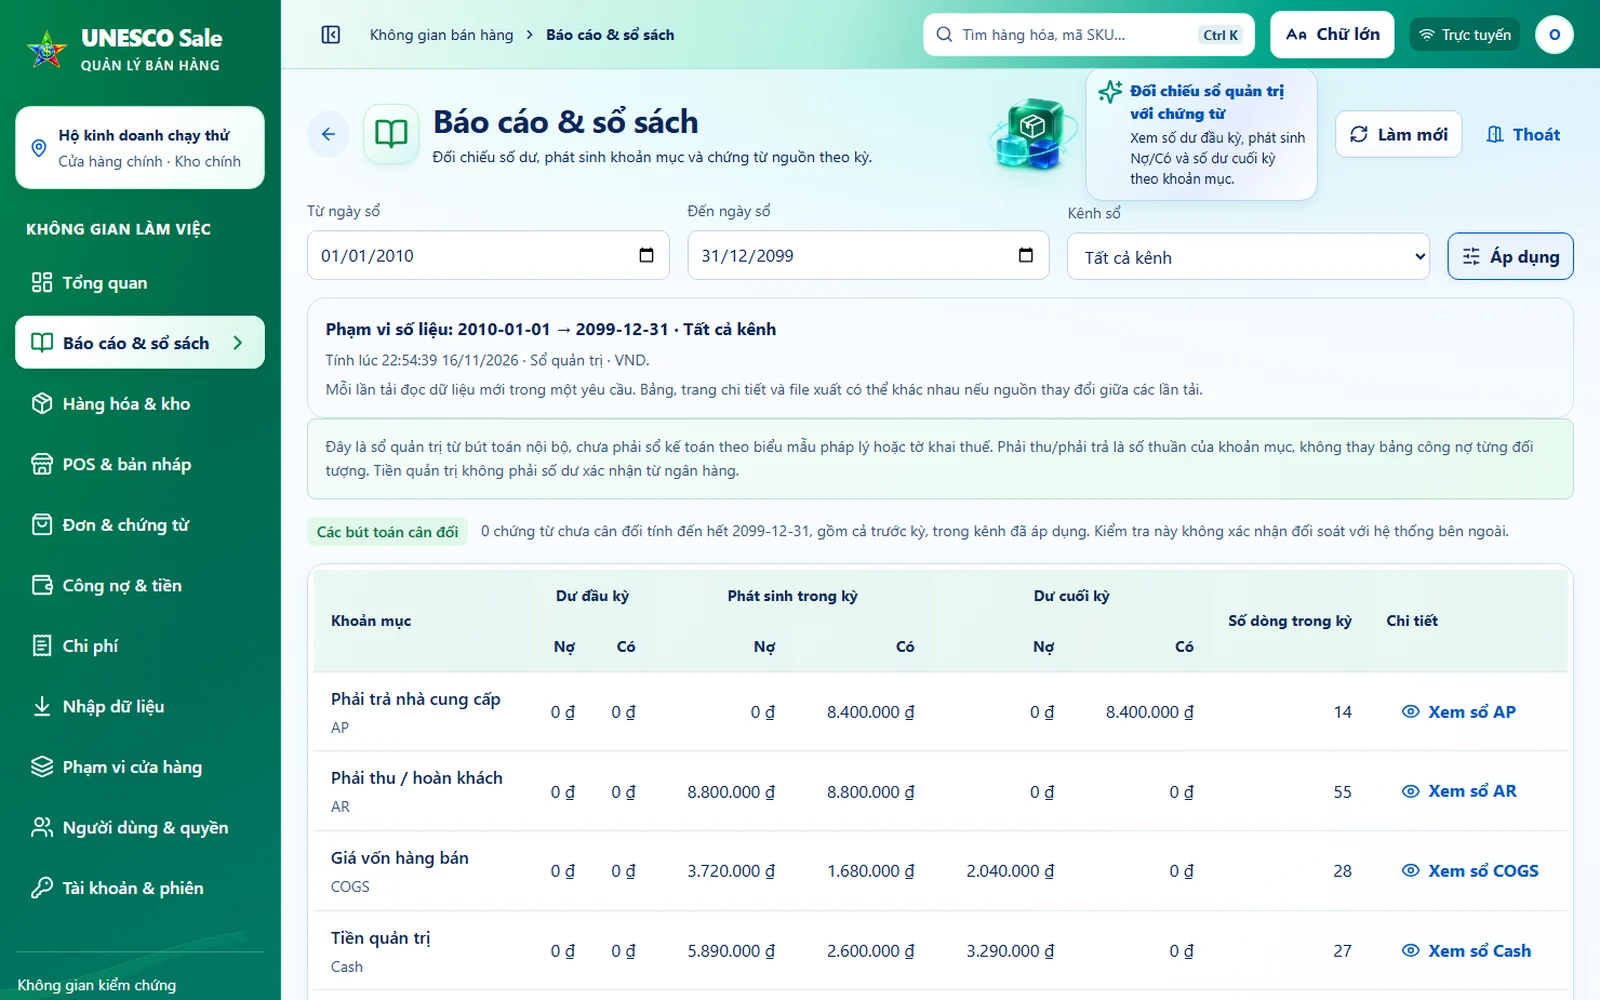 UNESCO Sale
QUẢN LÝ BÁN HÀNG
Hộ kinh doanh chạy thử
Cửa hàng chính · Kho chính
KHÔNG GIAN LÀM VIỆC
Tổng quan
Báo cáo & sổ sách
Hàng hóa & kho
POS & bản nháp
Đơn & chứng từ
Công nợ & tiền
Chi phí
Nhập dữ liệu
Phạm vi cửa hàng
Người dùng & quyền
Tài khoản & phiên
Không gian kiểm chứng
Không gian bán hàng > Báo cáo & sổ sách
Tìm hàng hóa, mã SKU...
Ctrl K
Aa Chữ lớn
Trực tuyến
O
Báo cáo & sổ sách
Đối chiếu số dư, phát sinh khoản mục và chứng từ nguồn theo kỳ.
Đối chiếu sổ quản trị
với chứng từ
Xem số dư đầu kỳ, phát sinh
Nợ/Có và số dư cuối kỳ
theo khoản mục.
Làm mới
Thoát
Từ ngày sổ
01/01/2010
Đến ngày sổ
31/12/2099
Kênh sổ
Tất cả kênh
Áp dụng
Phạm vi số liệu: 2010-01-01 → 2099-12-31 · Tất cả kênh
Tính lúc 22:54:39 16/11/2026 · Sổ quản trị · VND.
Mỗi lần tải đọc dữ liệu mới trong một yêu cầu. Bảng, trang chi tiết và file xuất có thể khác nhau nếu nguồn thay đổi giữa các lần tải.
Đây là sổ quản trị từ bút toán nội bộ, chưa phải sổ kế toán theo biểu mẫu pháp lý hoặc tờ khai thuế. Phải thu/phải trả là số thuần của khoản mục, không thay bảng công nợ từng đối
tượng. Tiền quản trị không phải số dư xác nhận từ ngân hàng.
Các bút toán cân đối
0 chứng từ chưa cân đối tính đến hết 2099-12-31, gồm cả trước kỳ, trong kênh đã áp dụng. Kiểm tra này không xác nhận đối soát với hệ thống bên ngoài.
Khoản mục Dư đầu kỳ Phát sinh trong kỳ Dư cuối kỳ Số dòng trong kỳ Chi tiết
Nợ Có Nợ Có Nợ Có
Phải trả nhà cung cấp
AP
0 ₫ 0 ₫ 0 ₫ 8.400.000 ₫ 0 ₫ 8.400.000 ₫ 14 Xem sổ AP
Phải thu / hoàn khách
AR
0 ₫ 0 ₫ 8.800.000 ₫ 8.800.000 ₫ 0 ₫ 0 ₫ 55 Xem sổ AR
Giá vốn hàng bán
COGS
0 ₫ 0 ₫ 3.720.000 ₫ 1.680.000 ₫ 2.040.000 ₫ 0 ₫ 28 Xem sổ COGS
Tiền quản trị
Cash
0 ₫ 0 ₫ 5.890.000 ₫ 2.600.000 ₫ 3.290.000 ₫ 0 ₫ 27 Xem sổ Cash